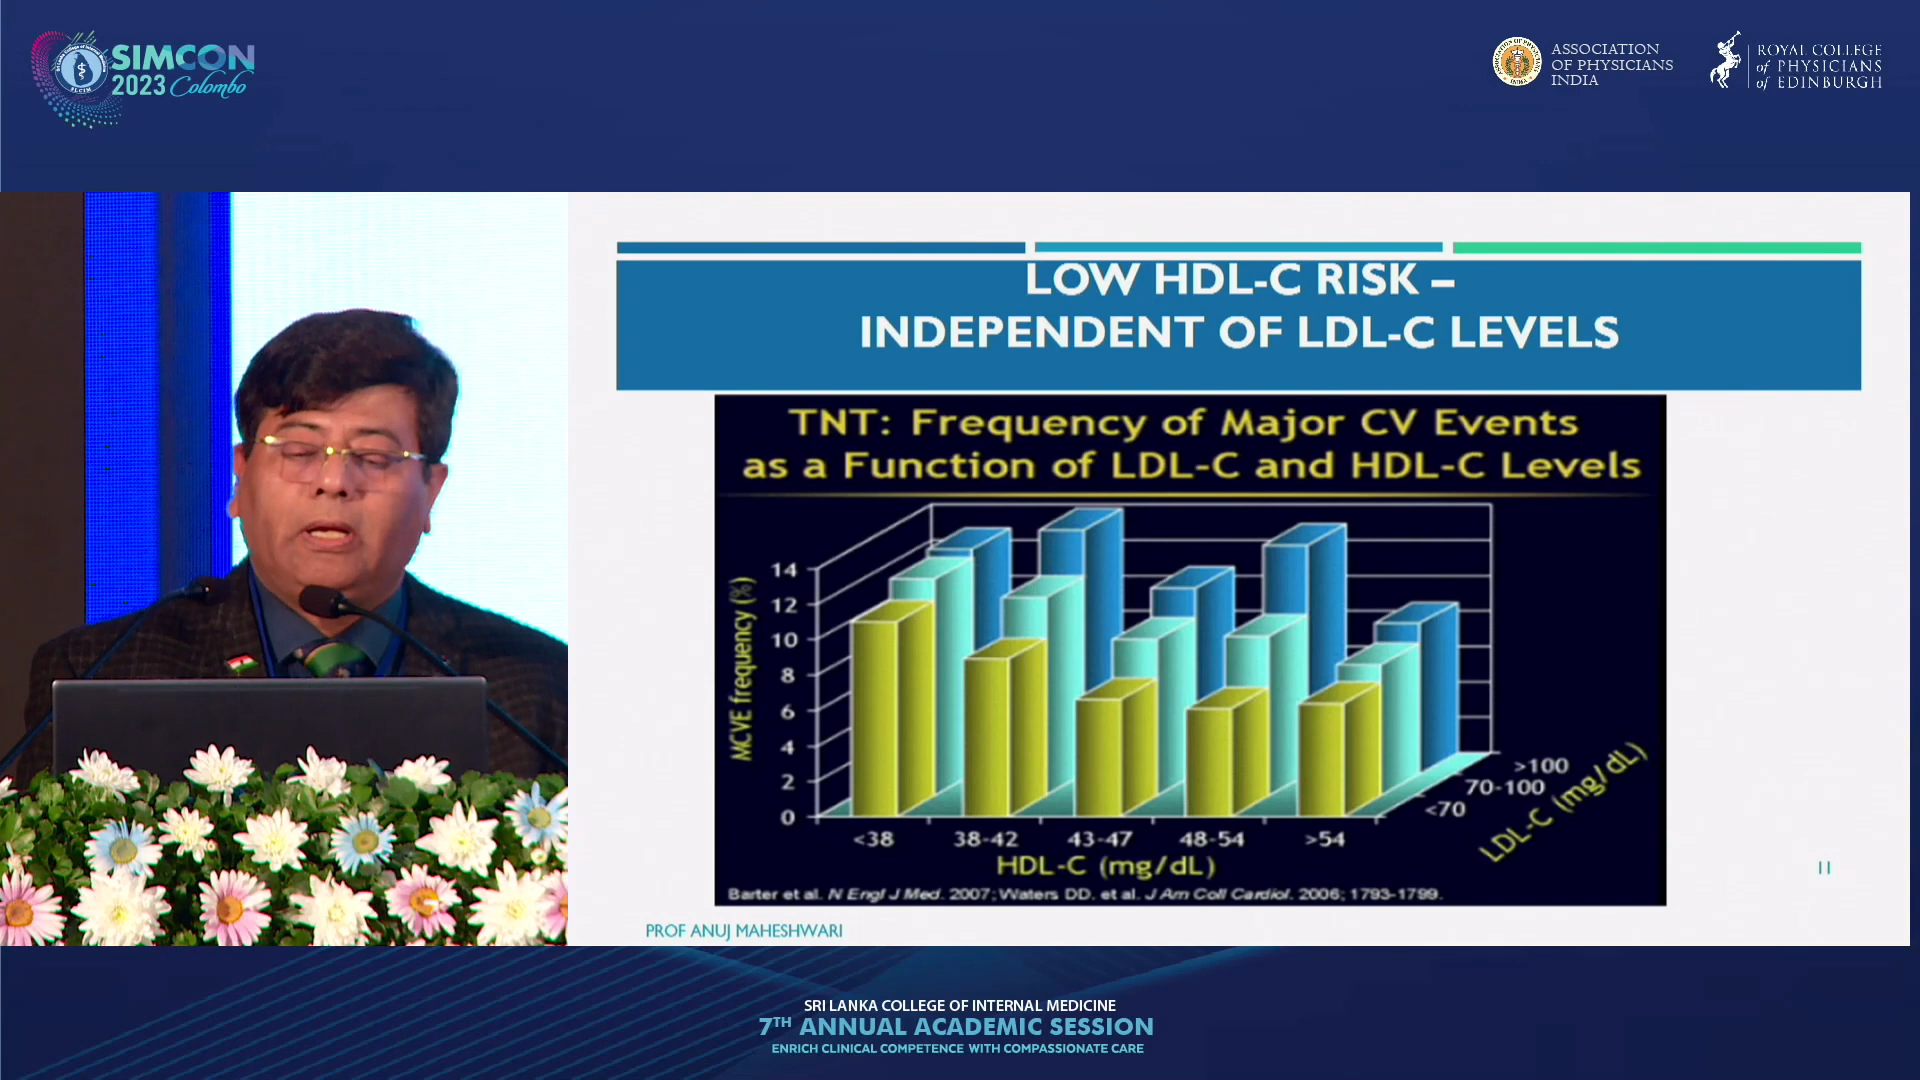 SIMCON
2023 Colombo
SLCIM
ASSOCIATION
OF PHYSICIANS
INDIA
ROYAL COLLEGE
of PHYSICIANS
of EDINBURGH
LOW HDL-C RISK –
INDEPENDENT OF LDL-C LEVELS
TNT: Frequency of Major CV Events
as a Function of LDL-C and HDL-C Levels
MCVE frequency (%)
14
12
10
8
6
4
2
0
<38 38-42 43-47 48-54 >54
HDL-C (mg/dL)
>100
70-100
<70
LDL-C (mg/dL)
Barter et al. N Engl J Med. 2007; Waters DD, et al. J Am Coll Cardiol. 2006; 1793-1799.
11
PROF ANUJ MAHESHWARI
SRI LANKA COLLEGE OF INTERNAL MEDICINE
7TH ANNUAL ACADEMIC SESSION
ENRICH CLINICAL COMPETENCE WITH COMPASSIONATE CARE